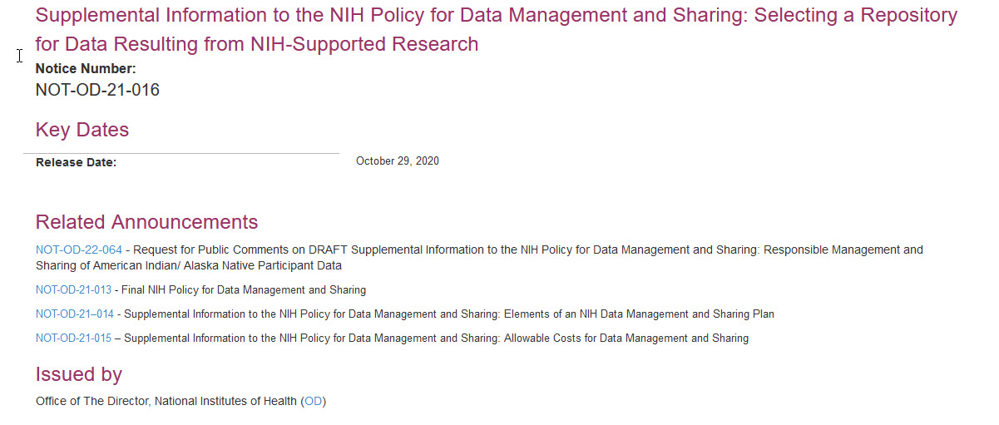 Supplemental Information to the NIH Policy for Data Management and Sharing: Selecting a Repository
for Data Resulting from NIH-Supported Research
Notice Number:
NOT-OD-21-016
Key Dates
Release Date: October 29, 2020
Related Announcements
NOT-OD-22-064 - Request for Public Comments on DRAFT Supplemental Information to the NIH Policy for Data Management and Sharing: Responsible Management and
Sharing of American Indian/ Alaska Native Participant Data
NOT-OD-21-013 - Final NIH Policy for Data Management and Sharing
NOT-OD-21–014 - Supplemental Information to the NIH Policy for Data Management and Sharing: Elements of an NIH Data Management and Sharing Plan
NOT-OD-21-015 – Supplemental Information to the NIH Policy for Data Management and Sharing: Allowable Costs for Data Management and Sharing
Issued by
Office of The Director, National Institutes of Health (OD)